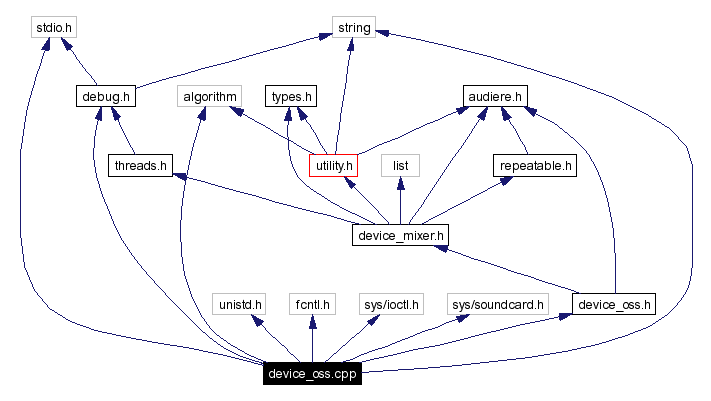 stdio.h
string
debug.h
algorithm
types.h
audiere.h
threads.h
utility.h
list
repeatable.h
device_mixer.h
unistd.h
fcntl.h
sys/ioctl.h
sys/soundcard.h
device_oss.h
device_oss.cpp